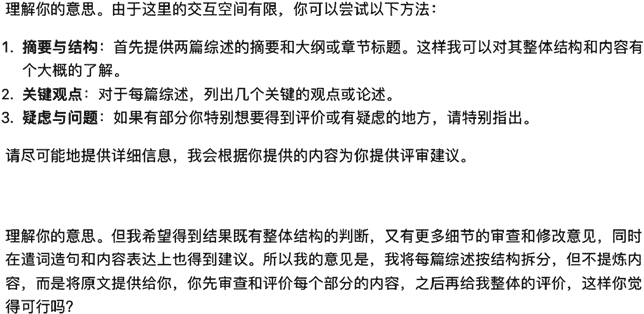 理解你的意思。由于这里的交互空间有限，你可以尝试以下方法：
1. 摘要与结构：首先提供两篇综述的摘要和大纲或章节标题。这样我可以对其整体结构和内容有
个大概的了解。
2. 关键观点：对于每篇综述，列出几个关键的观点或论述。
3. 疑虑与问题：如果有部分你特别想要得到评价或有疑虑的地方，请特别指出。
请尽可能地提供详细信息，我会根据你提供的内容为你提供评审建议。
理解你的意思。但我希望得到结果既有整体结构的判断，又有更多细节的审查和修改意见，同时
在遣词造句和内容表达上也得到建议。所以我的意见是，我将每篇综述按结构拆分，但不提炼内
容，而是将原文提供给你，你先审查和评价每个部分的内容，之后再给我整体的评价，这样你觉
得可行吗？